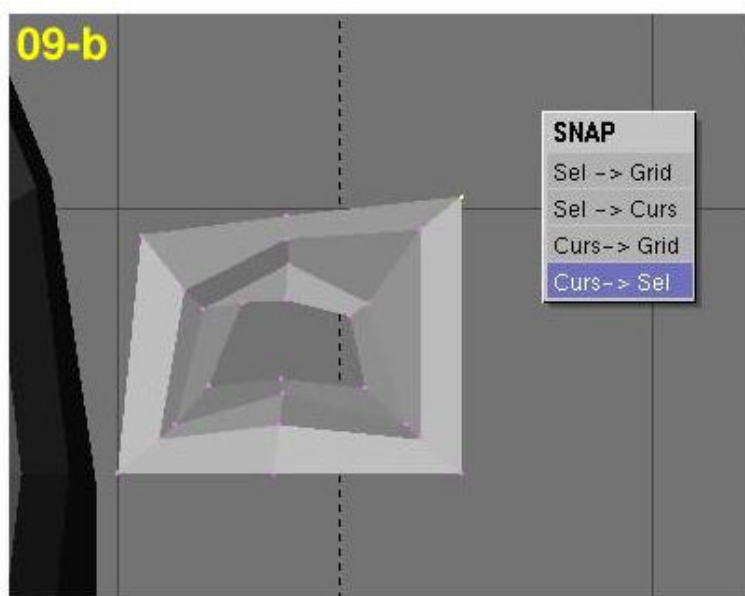 09-b
SNAP
Sel -> Grid
Sel -> Curs
Curs-> Grid
Curs-> Sel